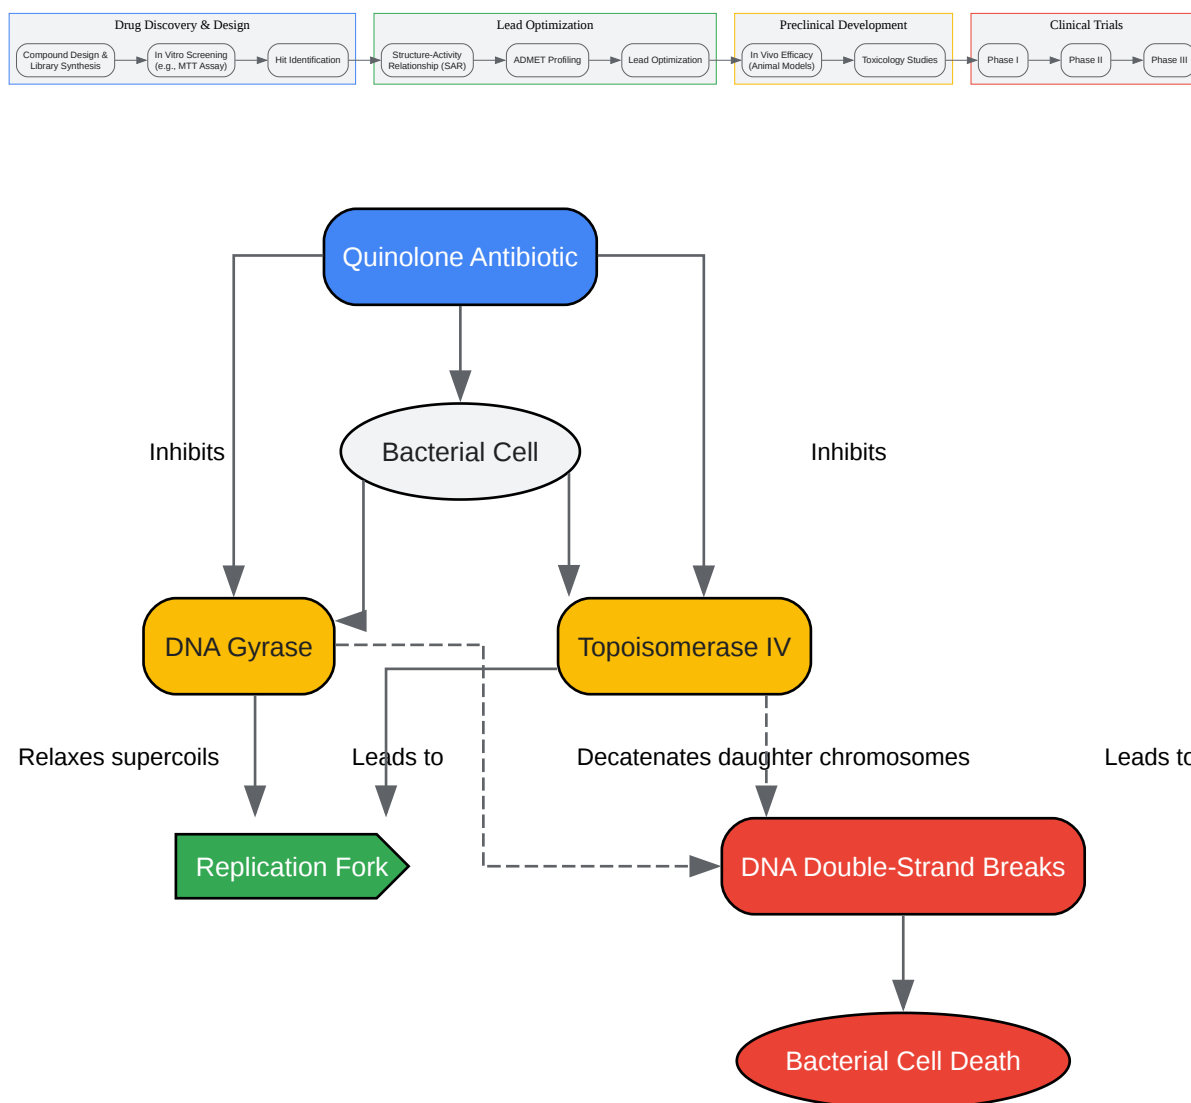 Drug Discovery & Design
Lead Optimization
Preclinical Development
Clinical Trials
Compound Design &
Library Synthesis
In Vitro Screening
(e.g., MTT Assay)
Hit Identification
Structure-Activity
Relationship (SAR)
ADMET Profiling
Lead Optimization
In Vivo Efficacy
(Animal Models)
Toxicology Studies
Phase I
Phase II
Phase III
Quinolone Antibiotic
Inhibits
Bacterial Cell
Inhibits
DNA Gyrase
Topoisomerase IV
Relaxes supercoils
Leads to
Decatenates daughter chromosomes
Leads to
Replication Fork
DNA Double-Strand Breaks
Bacterial Cell Death